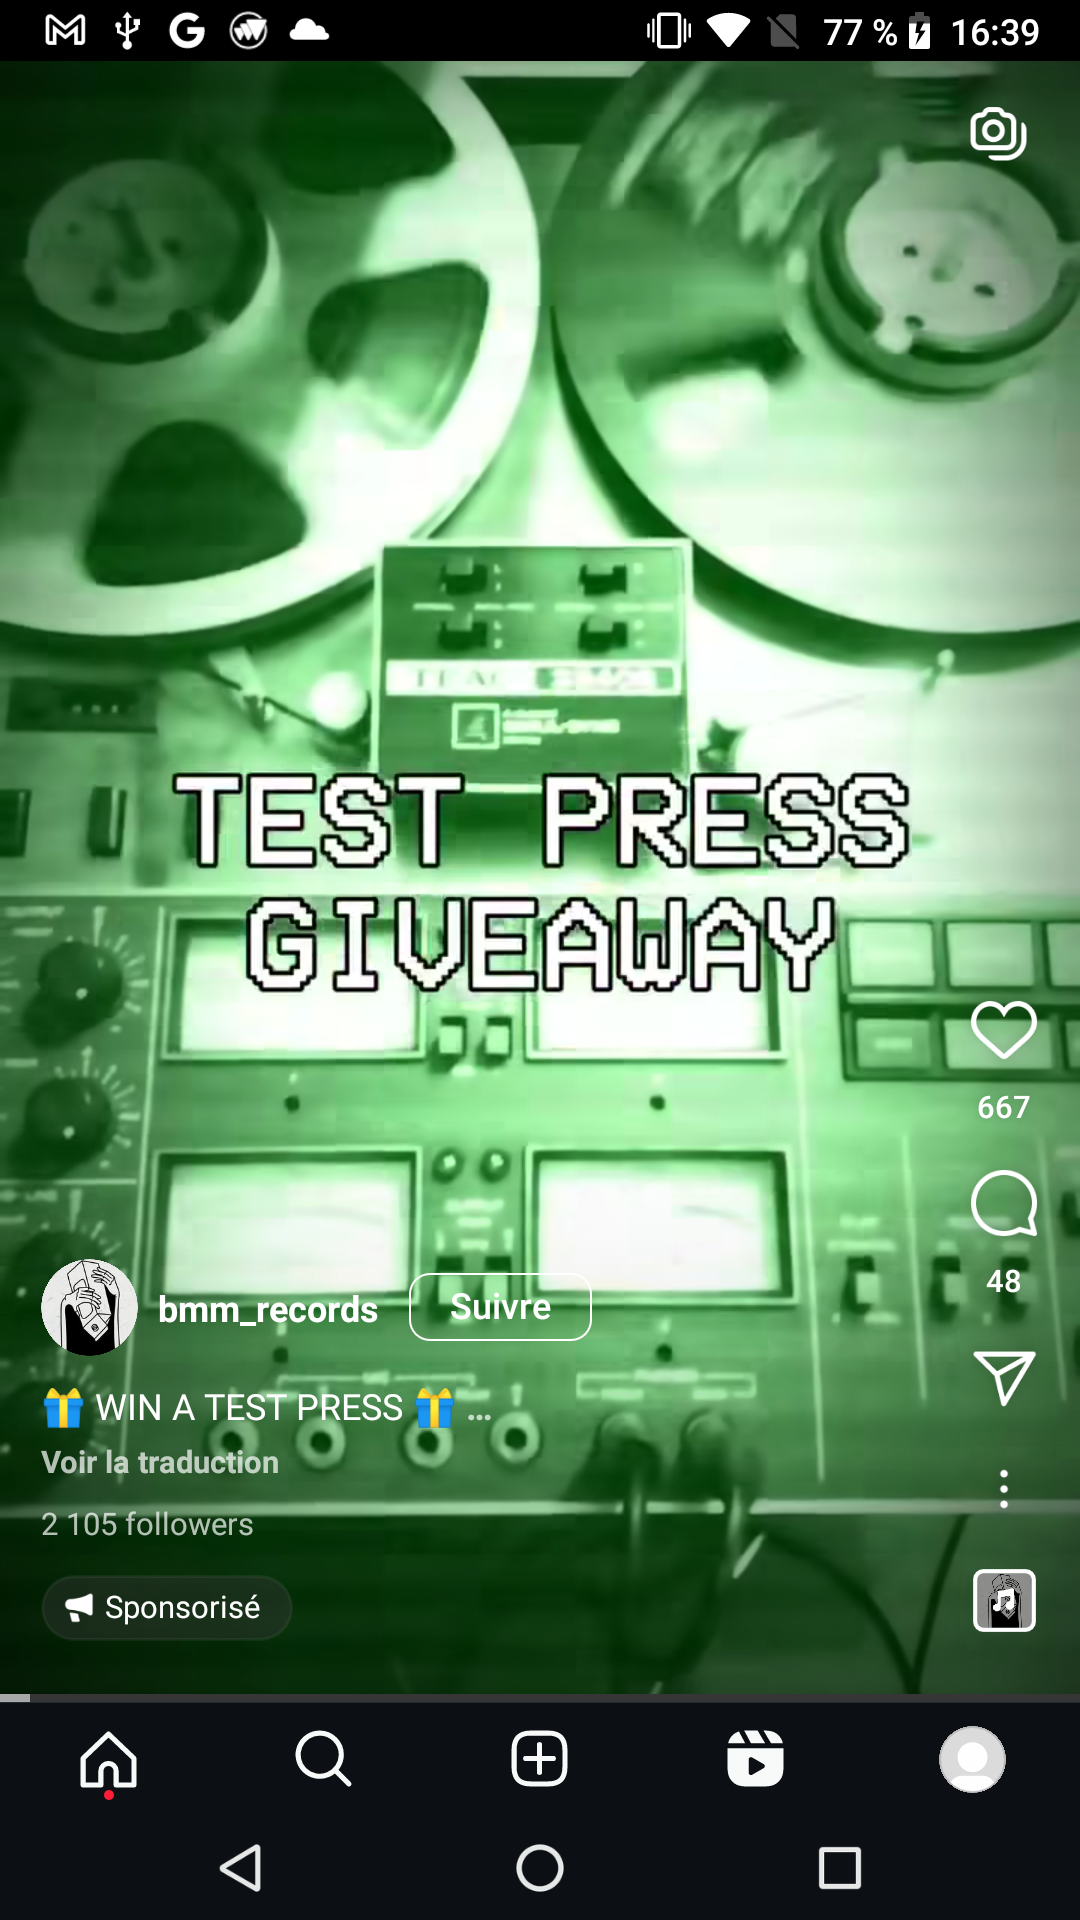 77 %
16:39
TEAC
TEST PRESS
GIVEAWAY
667
48
bmm_records
Suivre
🎁 WIN A TEST PRESS 🎁 ...
Voir la traduction
2 105 followers
Sponsorisé